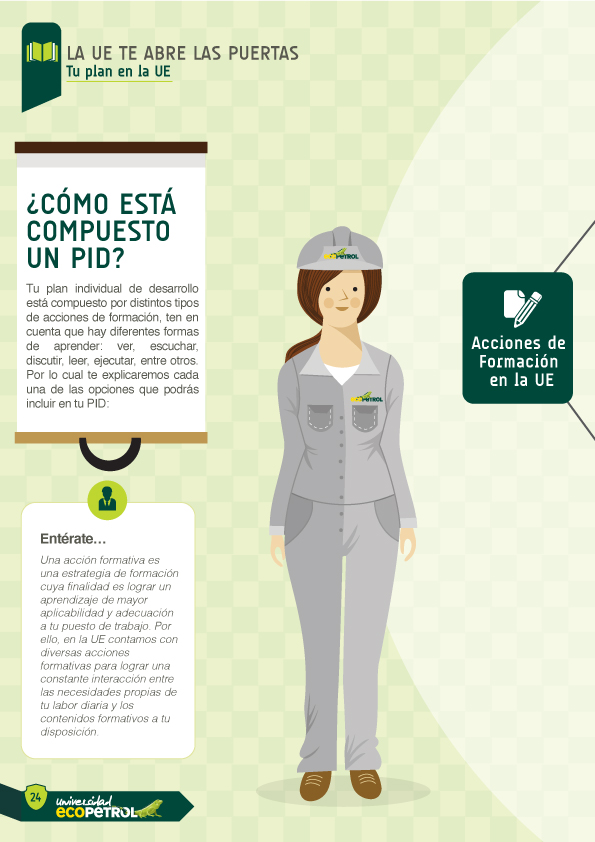 LA UE TE ABRE LAS PUERTAS
Tu plan en la UE
¿CÓMO ESTÁ
COMPUESTO
UN PID?
Tu plan individual de desarrollo
está compuesto por distintos tipos
de acciones de formación, ten en
cuenta que hay diferentes formas
de aprender: ver, escuchar,
discutir, leer, ejecutar, entre otros.
Por lo cual te explicaremos cada
una de las opciones que podrás
incluir en tu PID:
Entérate...
Una acción formativa es
una estrategia de formación
cuya finalidad es lograr un
aprendizaje de mayor
aplicabilidad y adecuación
a tu puesto de trabajo. Por
ello, en la UE contamos con
diversas acciones
formativas para lograr una
constante interacción entre
las necesidades propias de
tu labor diaria y los
contenidos formativos a tu
disposición.
ECOPETROL
ECOPETROL
Acciones de
Formación
en la UE
24
universidad
ECOPETROL